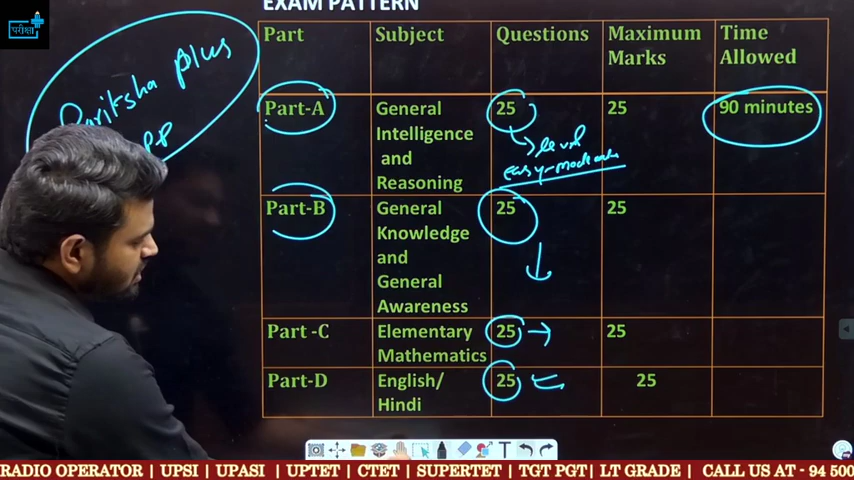 परीक्षा
EXAM PATTERN
Part Subject Questions Maximum Marks Time Allowed
Part-A General Intelligence and Reasoning 25 25 90 minutes
Part-B General Knowledge and General Awareness 25 25
Part -C Elementary Mathematics 25 25
Part-D English/ Hindi 25 25
Pariksha plus
level
easy-moderate
T
RADIO OPERATOR | UPSI | UPASI | UPTET | CTET | SUPERTET | TGT PGT| LT GRADE | CALL US AT - 94 500